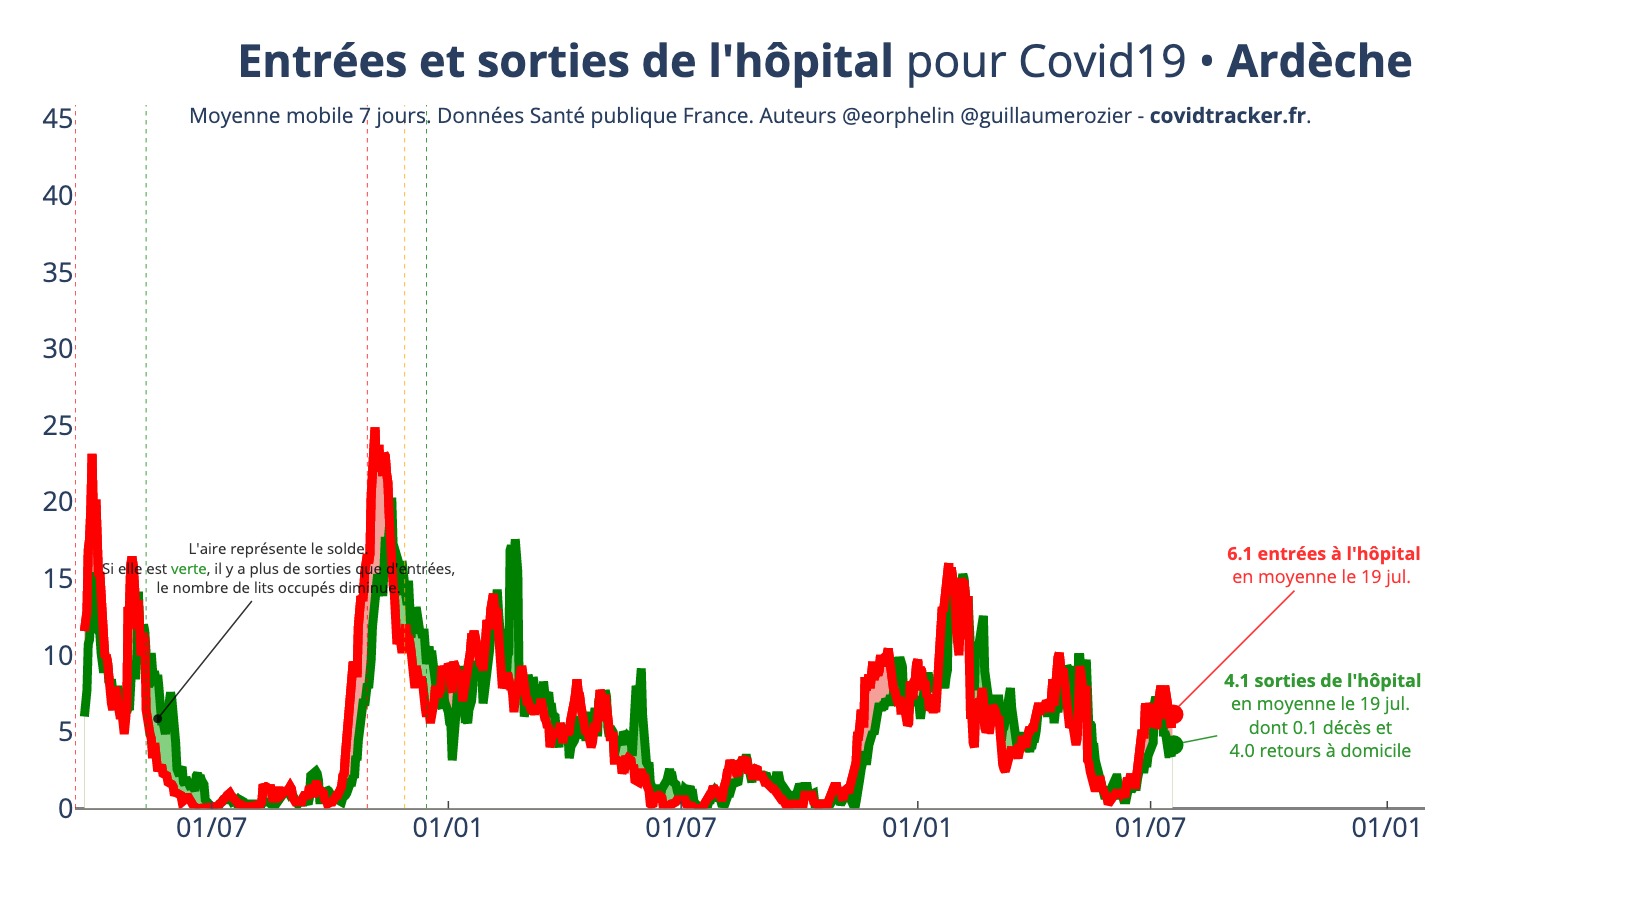 Entrées et sorties de l'hôpital pour Covid19 • Ardèche
Moyenne mobile 7 jours. Données Santé publique France. Auteurs @eorphelin @guillaumerozier - covidtracker.fr.
45
40
35
30
25
20
15
10
5
0
L'aire représente le solde.
Si elle est verte, il y a plus de sorties que d'entrées,
le nombre de lits occupés diminue.
6.1 entrées à l'hôpital
en moyenne le 19 jul.
4.1 sorties de l'hôpital
en moyenne le 19 jul.
dont 0.1 décès et
4.0 retours à domicile
01/07
01/01
01/07
01/01
01/07
01/01